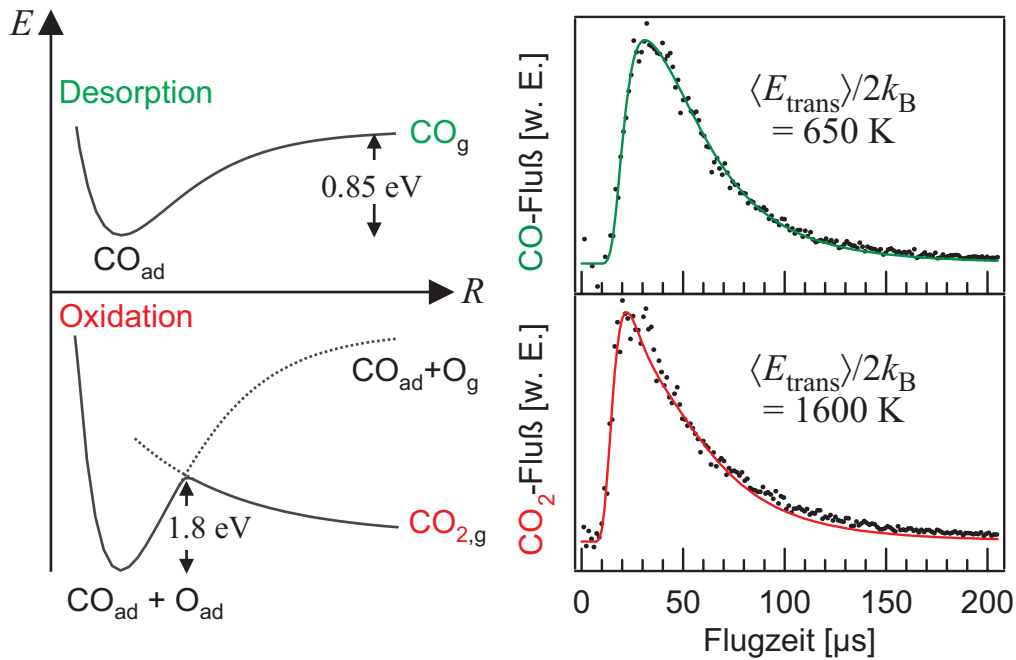 E
Desorption
CO_g
0.85 eV
CO_ad
R
Oxidation
CO_ad+O_g
1.8 eV
CO_2,g
CO_ad + O_ad
CO-Fluß [w. E.]
⟨E_trans⟩/2k_B
= 650 K
CO_2-Fluß [w. E.]
⟨E_trans⟩/2k_B
= 1600 K
0 50 100 150 200
Flugzeit [µs]